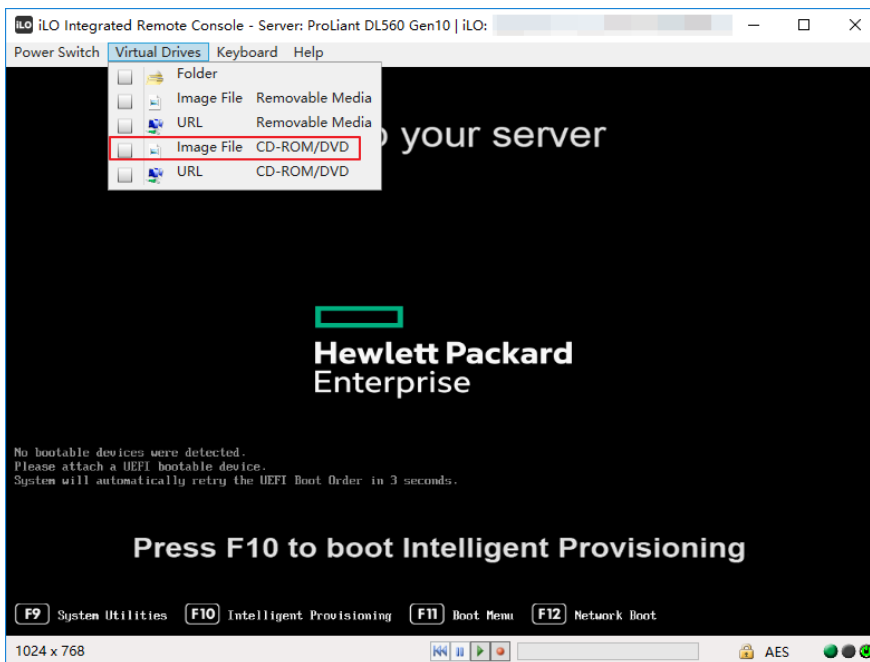 iLO iLO Integrated Remote Console - Server: ProLiant DL560 Gen10 | iLO:
Power Switch Virtual Drives Keyboard Help
Folder
Image File Removable Media
URL Removable Media
Image File CD-ROM/DVD
URL CD-ROM/DVD
your server
Hewlett Packard
Enterprise
No bootable devices were detected.
Please attach a UEFI bootable device.
System will automatically retry the UEFI Boot Order in 3 seconds.
Press F10 to boot Intelligent Provisioning
F9 System Utilities F10 Intelligent Provisioning F11 Boot Menu F12 Network Boot
1024 x 768 AES